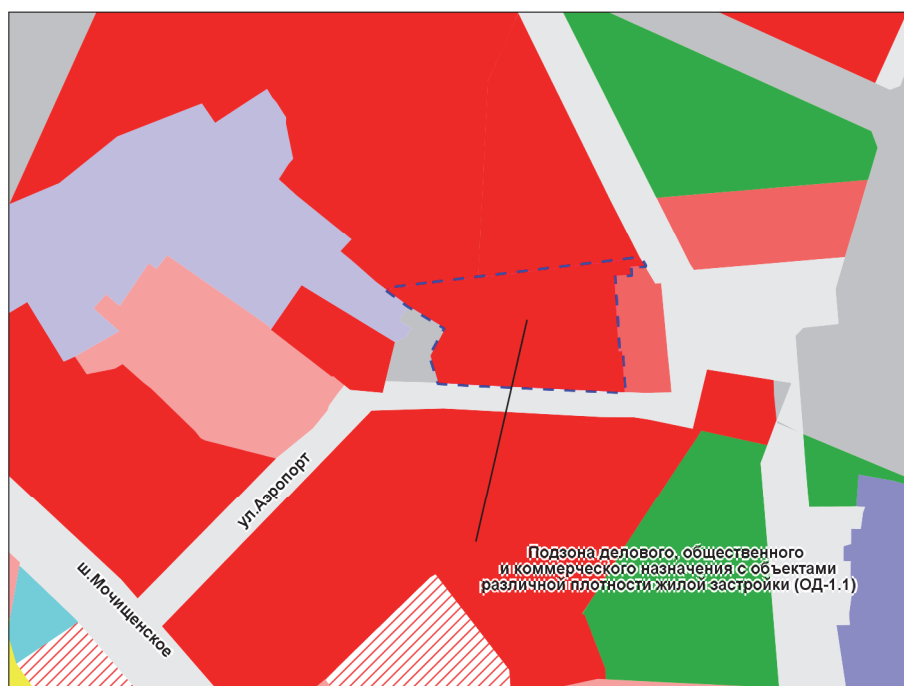 ул.Аэропорт
Подзона делового, общественного
и коммерческого назначения с объектами
различной плотности жилой застройки (ОД-1.1)
ш.Мочищенское